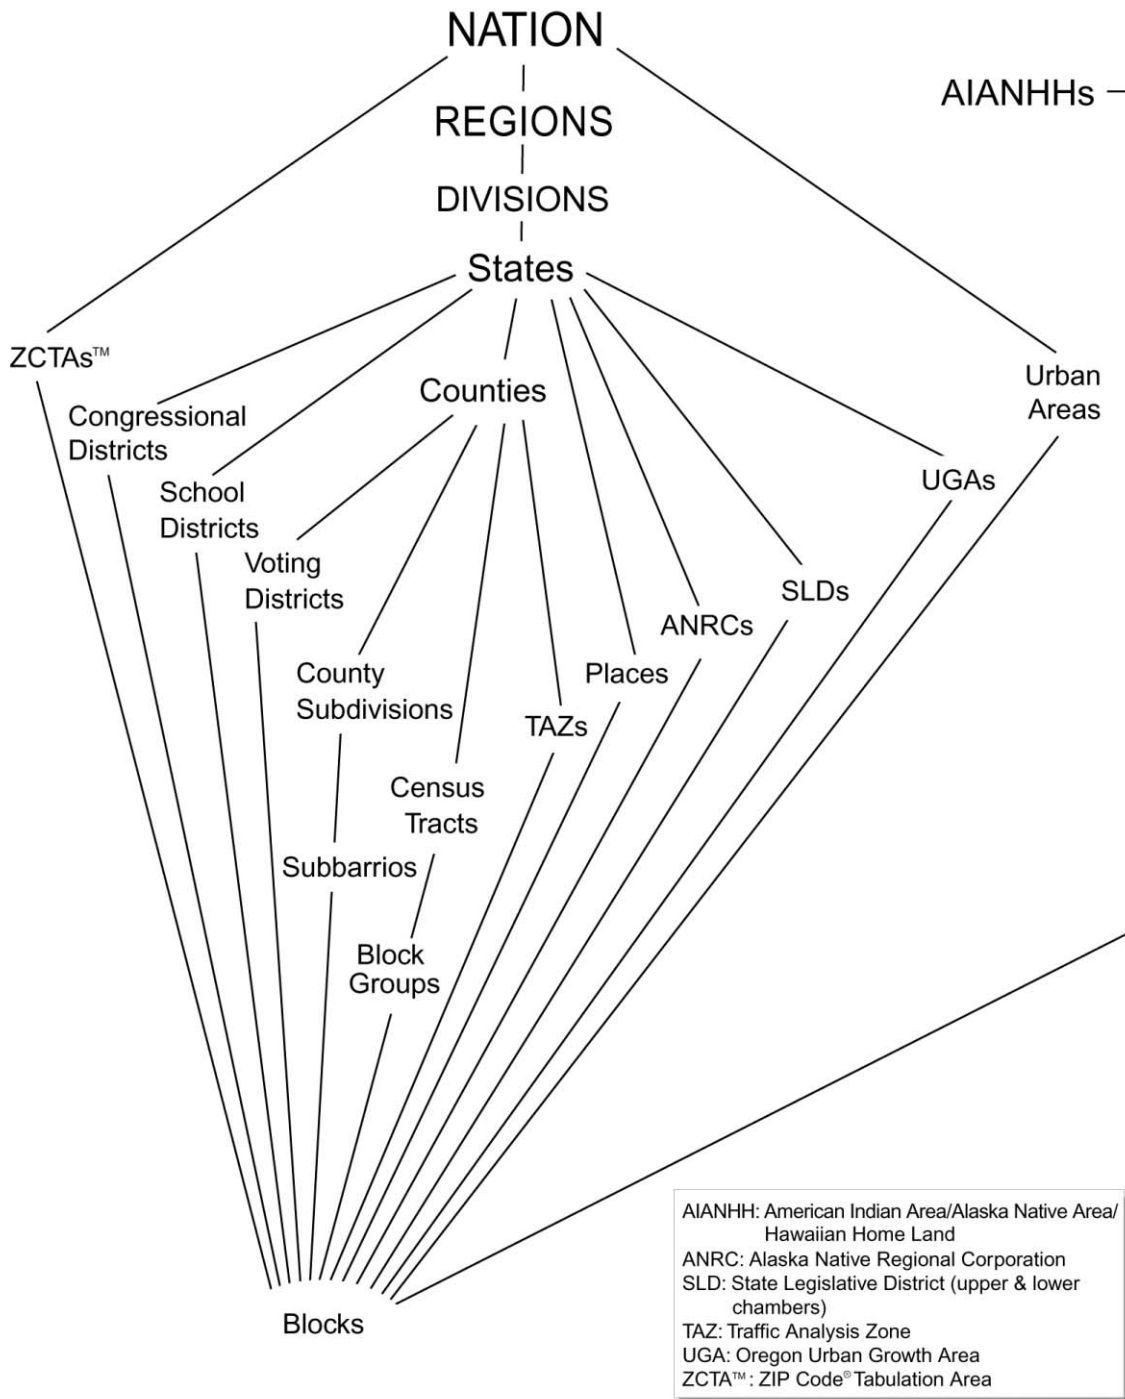 NATION
AIANHHs
REGIONS
DIVISIONS
States
ZCTAs™
Counties
Urban
Areas
Congressional
Districts
School
Districts
UGAs
Voting
Districts
SLDs
ANRCs
County
Subdivisions
Places
TAZs
Census
Tracts
Subbarrios
Block
Groups
Blocks
AIANHH: American Indian Area/Alaska Native Area/
Hawaiian Home Land
ANRC: Alaska Native Regional Corporation
SLD: State Legislative District (upper & lower
chambers)
TAZ: Traffic Analysis Zone
UGA: Oregon Urban Growth Area
ZCTA™: ZIP Code® Tabulation Area